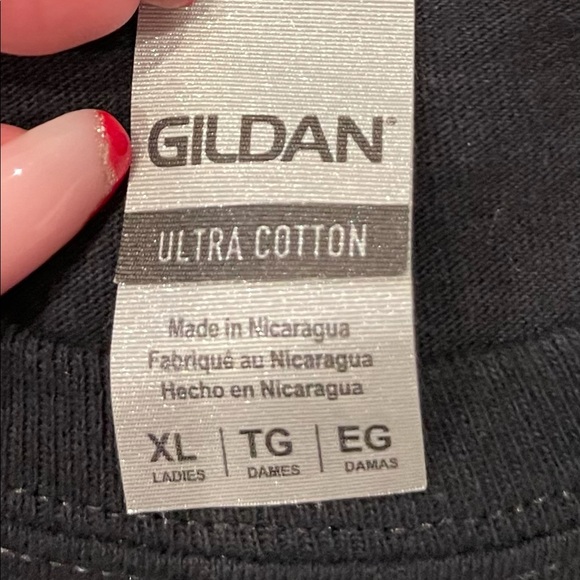 GILDAN®
ULTRA COTTON
Made in Nicaragua
Fabriqué au Nicaragua
Hecho en Nicaragua
XL | TG | EG
LADIES DAMES DAMAS